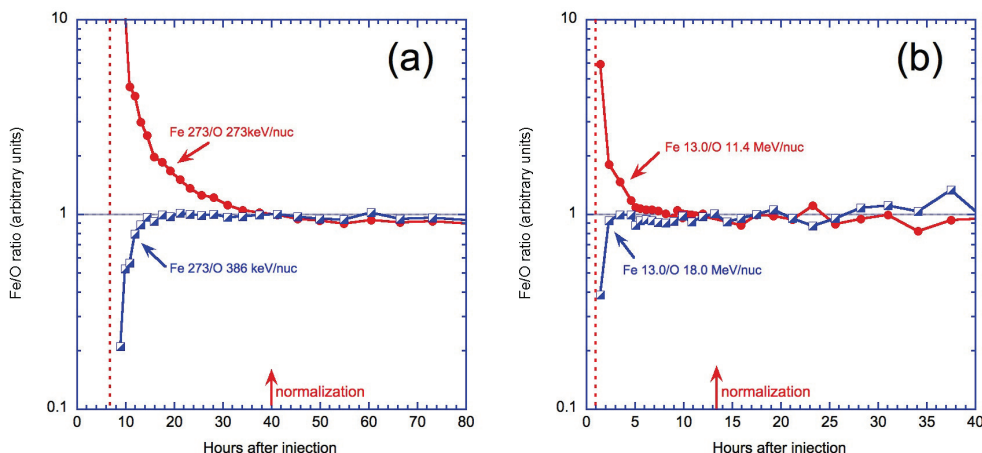 (a)
10
1
0.1
Fe/O ratio (arbitrary units)
Fe 273/O 273keV/nuc
Fe 273/O 386 keV/nuc
normalization
0 10 20 30 40 50 60 70 80
Hours after injection
(b)
10
1
0.1
Fe/O ratio (arbitrary units)
Fe 13.0/O 11.4 MeV/nuc
Fe 13.0/O 18.0 MeV/nuc
normalization
0 5 10 15 20 25 30 35 40
Hours after injection